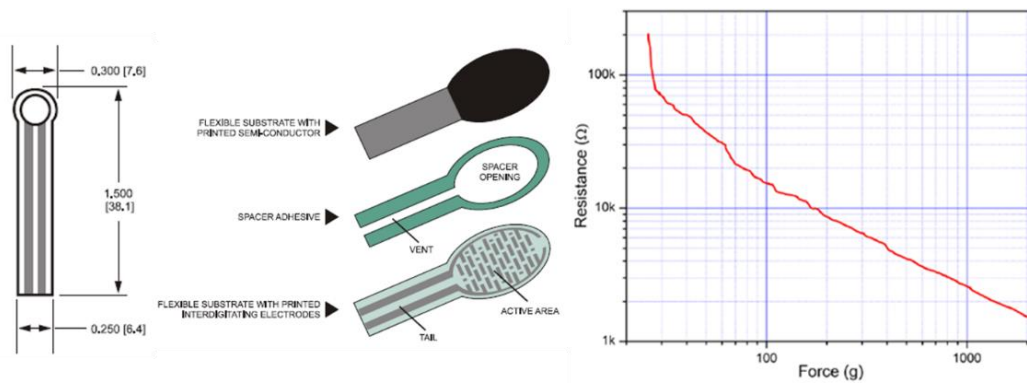 0.300 [7.6]
1.500
[38.1]
0.250 [6.4]
FLEXIBLE SUBSTRATE WITH
PRINTED SEMI-CONDUCTOR
SPACER
OPENING
SPACER ADHESIVE
VENT
FLEXIBLE SUBSTRATE WITH PRINTED
INTERDIGITATING ELECTRODES
ACTIVE AREA
TAIL
Resistance (Ω)
100k
10k
1k
100
1000
Force (g)